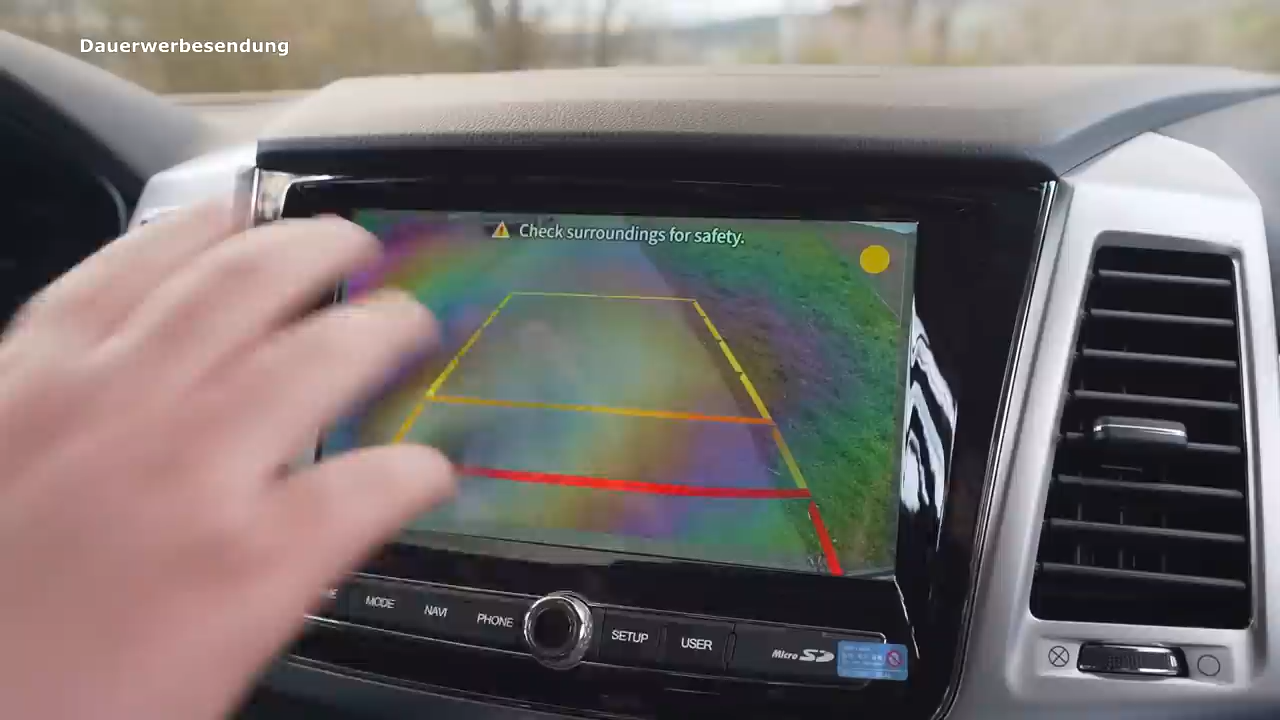 Dauerwerbesendung
Check surroundings for safety.
MODE
NAVI
PHONE
SETUP
USER
Micro SD